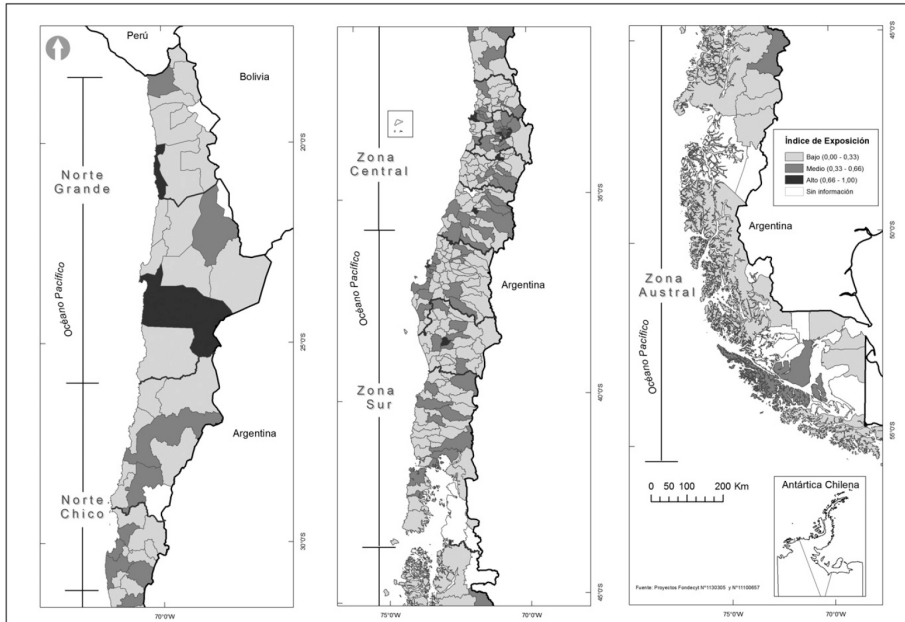 Perú
Bolivia
Norte
Grande
Océano Pacífico
Argentina
Norte
Chico
20°0'S
25°0'S
30°0'S
70°0'W
Zona
Central
Océano Pacífico
Zona
Sur
Argentina
35°0'S
40°0'S
45°0'S
75°0'W
70°0'W
45°0'S
Índice de Exposición
Bajo (0,00 - 0,33)
Medio (0,33 - 0,66)
Alto (0,66 - 1,00)
Sin información
Argentina
50°0'S
Zona
Austral
Océano Pacífico
55°0'S
0 50 100 200 Km
Antártica Chilena
Fuente: Proyectos Fondecyt N°1130305 y N°11100657
75°0'W
70°0'W